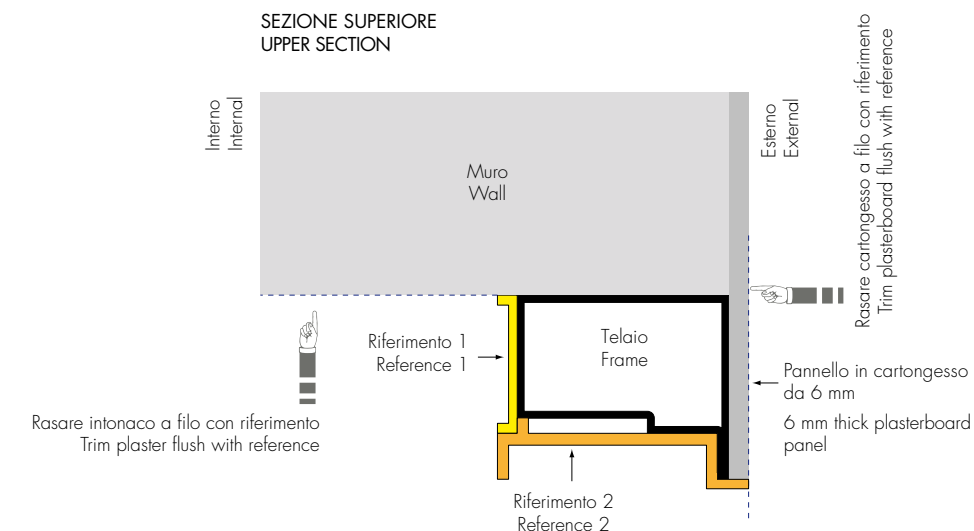 SEZIONE SUPERIORE
UPPER SECTION
Interno
Internal
Muro
Wall
Esterno
External
Rasare cartongesso a filo con riferimento
Trim plasterboard flush with reference
Riferimento 1
Reference 1
Telaio
Frame
Pannello in cartongesso
da 6 mm
6 mm thick plasterboard
panel
Rasare intonaco a filo con riferimento
Trim plaster flush with reference
Riferimento 2
Reference 2